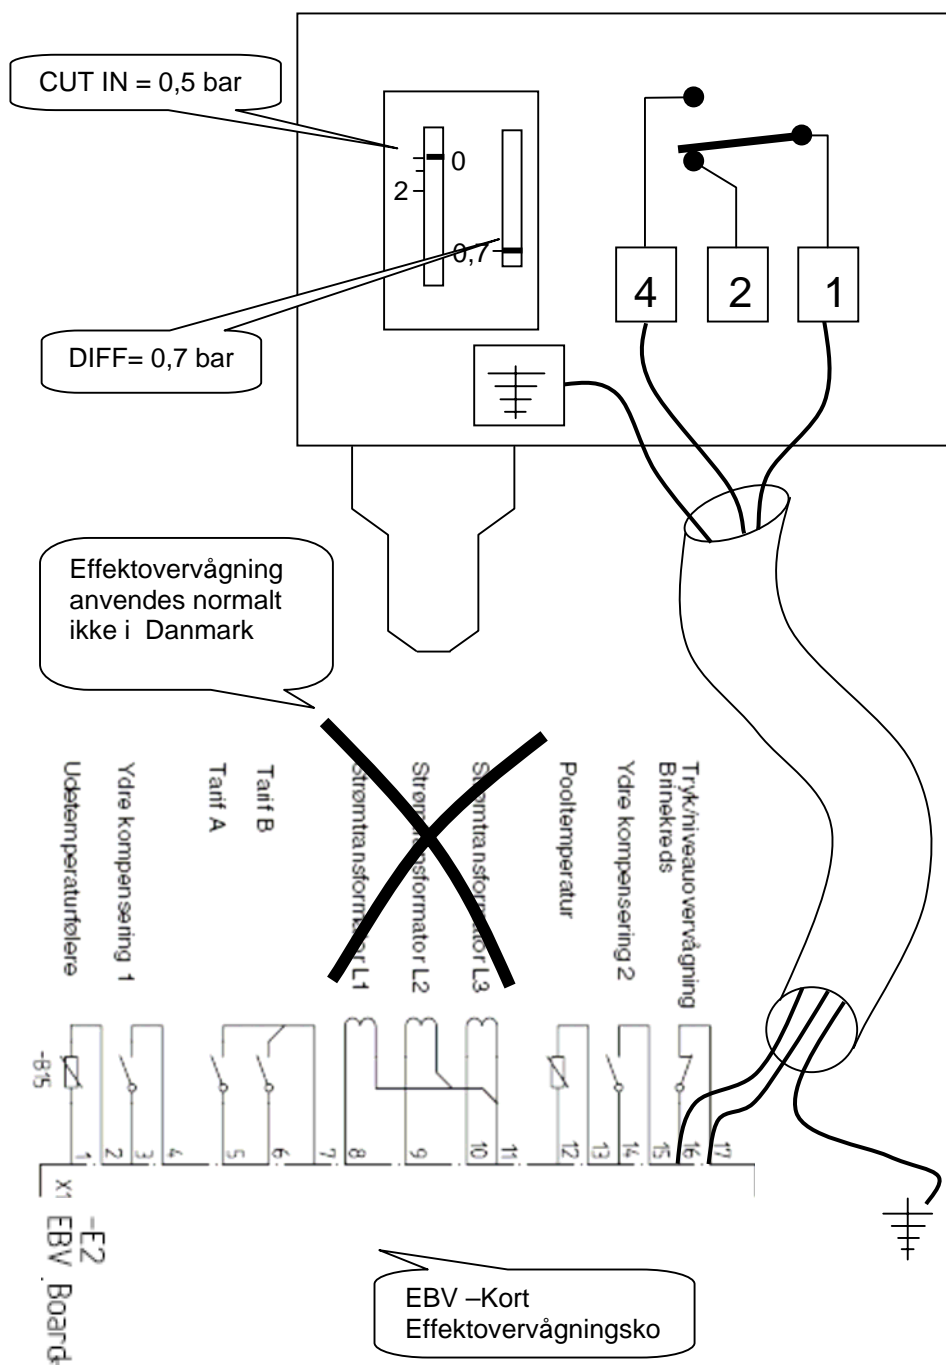 CUT IN = 0,5 bar
0
2
0,7
DIFF= 0,7 bar
4
2
1
Effektovervågning
anvendes normalt
ikke i Danmark
Udetemperaturfølere
Ydre kompensering 1
Tarif A
Tarif B
Strømtransformator L1
Strømtransformator L2
Strømtransformator L3
Pooltemperatur
Ydre kompensering 2
Tryk/niveauovervågning
Brinekreds
-B15
1
2
3
4
5
6
7
8
9
10
11
12
13
14
15
16
17
X1
-E2
EBV Board
EBV –Kort
Effektovervågningsko